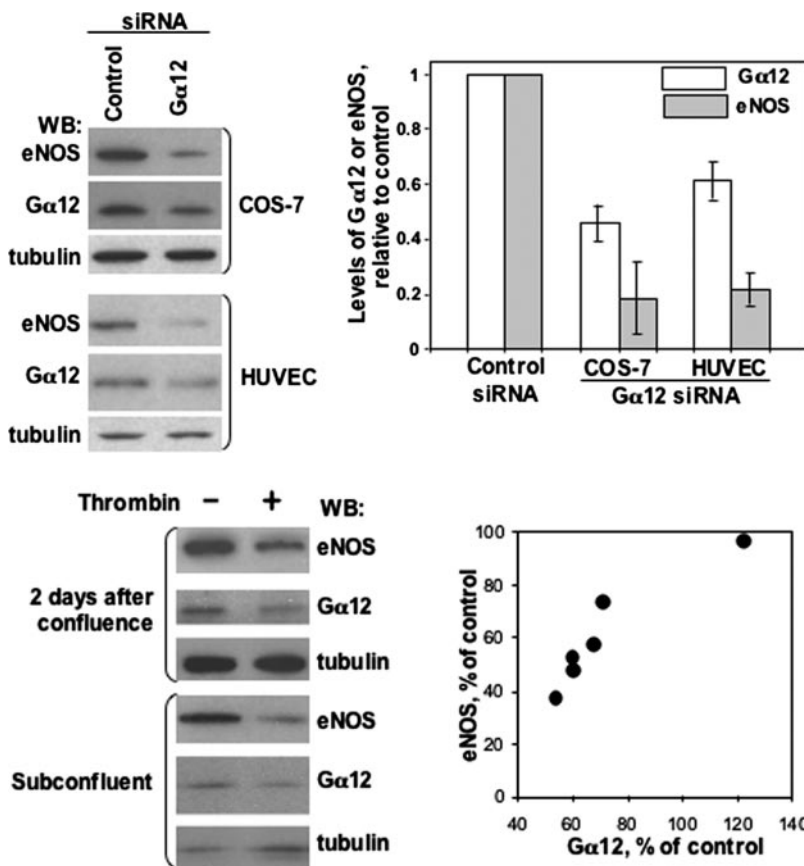 siRNA
Control
Gα12
WB:
eNOS
Gα12
tubulin
COS-7
eNOS
Gα12
tubulin
HUVEC
Levels of Gα12 or eNOS,
relative to control
1
0.8
0.6
0.4
0.2
0
Gα12
eNOS
Control
siRNA
COS-7
HUVEC
Gα12 siRNA
Thrombin - +
WB:
2 days after
confluence
eNOS
Gα12
tubulin
Subconfluent
eNOS
Gα12
tubulin
eNOS, % of control
100
80
60
40
20
0
40 60 80 100 120 140
Gα12, % of control